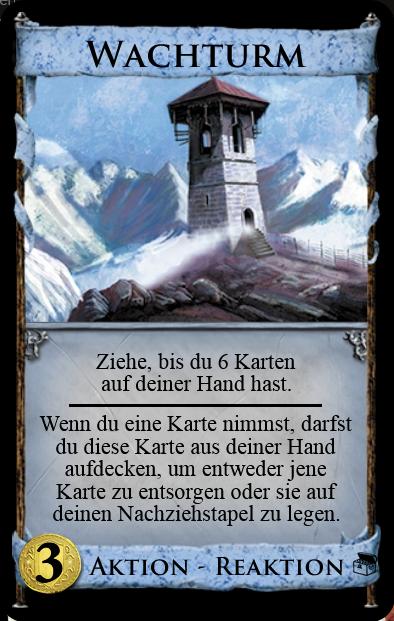 WACHTURM
Ziehe, bis du 6 Karten
auf deiner Hand hast.
Wenn du eine Karte nimmst, darfst
du diese Karte aus deiner Hand
aufdecken, um entweder jene
Karte zu entsorgen oder sie auf
deinen Nachziehstapel zu legen.
3 AKTION - REAKTION